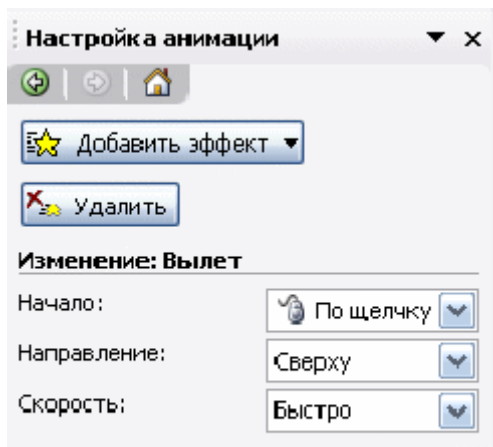 Настройка анимации
Добавить эффект
Удалить
Изменение: Вылет
Начало: По щелчку
Направление: Сверху
Скорость: Быстро